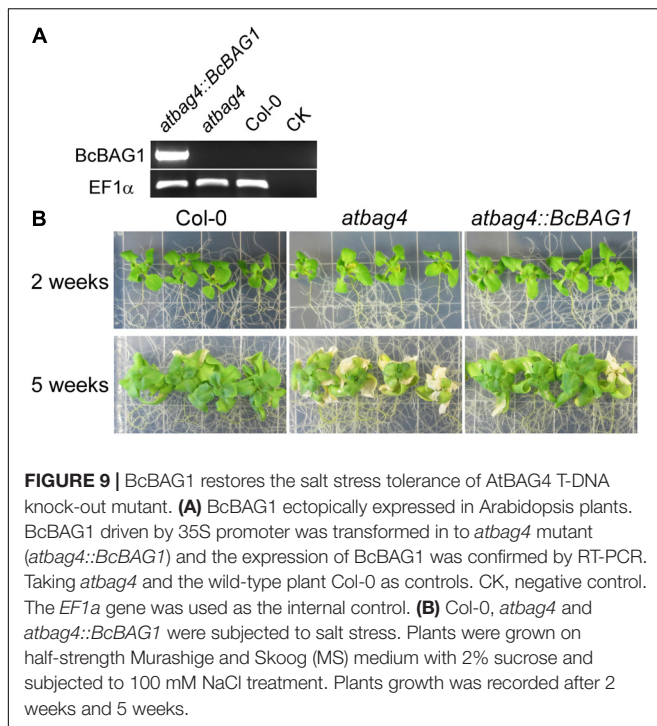 A
atbag4::BcBAG1
atbag4
Col-0
CK
BcBAG1
EF1α
B
Col-0
atbag4
atbag4::BcBAG1
2 weeks
5 weeks
FIGURE 9 | BcBAG1 restores the salt stress tolerance of AtBAG4 T-DNA
knock-out mutant. (A) BcBAG1 ectopically expressed in Arabidopsis plants.
BcBAG1 driven by 35S promoter was transformed in to atbag4 mutant
(atbag4::BcBAG1) and the expression of BcBAG1 was confirmed by RT-PCR.
Taking atbag4 and the wild-type plant Col-0 as controls. CK, negative control.
The EF1a gene was used as the internal control. (B) Col-0, atbag4 and
atbag4::BcBAG1 were subjected to salt stress. Plants were grown on
half-strength Murashige and Skoog (MS) medium with 2% sucrose and
subjected to 100 mM NaCl treatment. Plants growth was recorded after 2
weeks and 5 weeks.